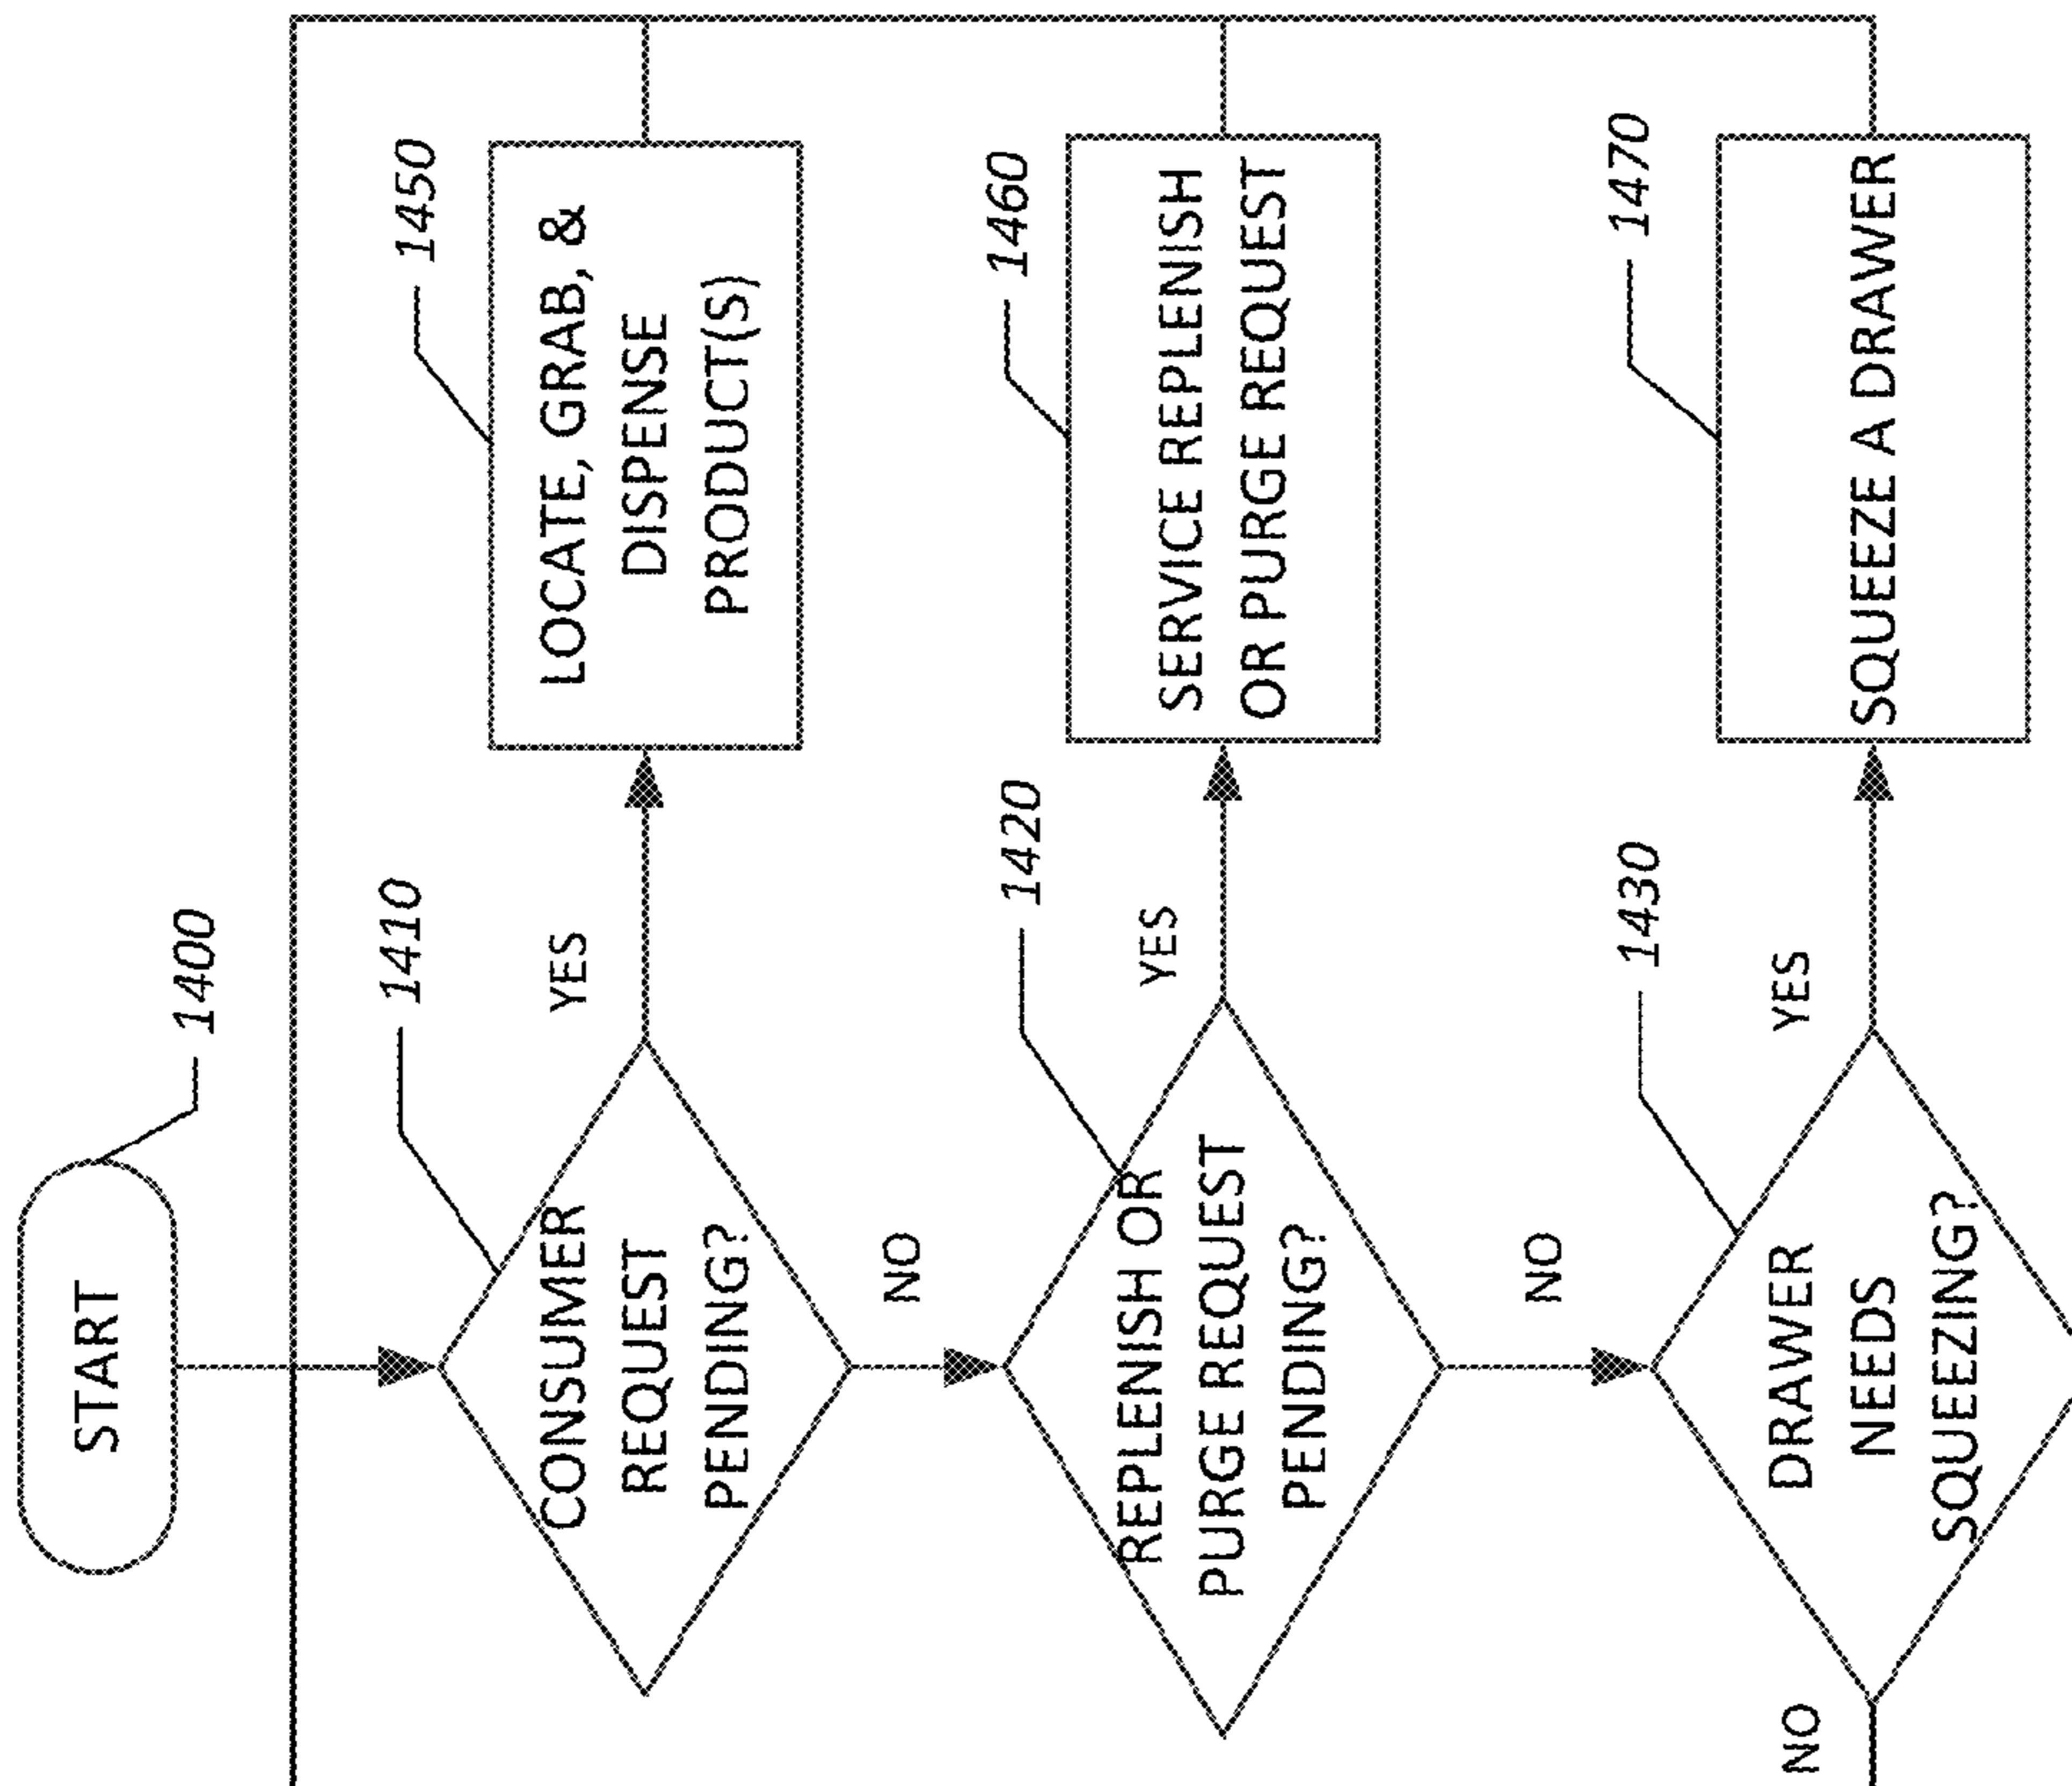 START
1400
CONSUMER
REQUEST
PENDING?
1410
YES
LOCATE, GRAB, &
DISPENSE
PRODUCT(S)
1450
NO
REPLENISH OR
PURGE REQUEST
PENDING?
1420
YES
SERVICE REPLENISH
OR PURGE REQUEST
1460
NO
DRAWER
NEEDS
SQUEEZING?
1430
YES
SQUEEZE A DRAWER
1470
NO